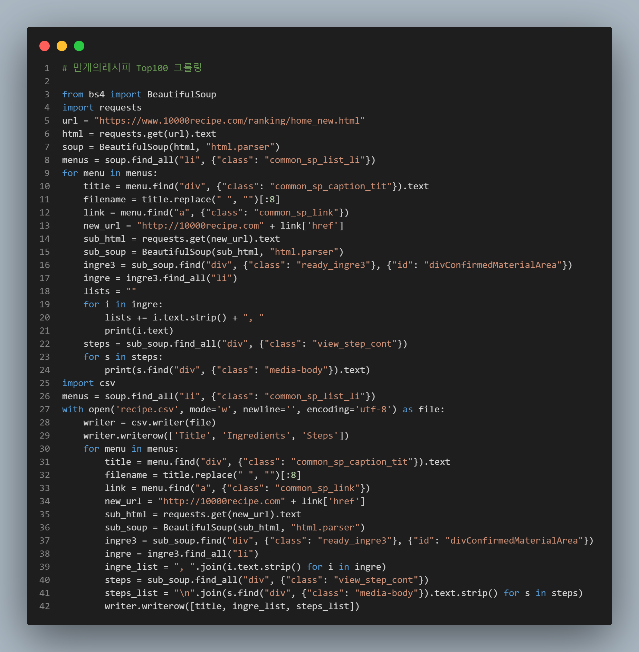 1 # 만개의레시피 Top100 크롤링
2
3 from bs4 import BeautifulSoup
4 import requests
5 url = "https://www.10000recipe.com/ranking/home new.html"
6 html = requests.get(url).text
7 soup = BeautifulSoup(html, "html.parser")
8 menus = soup.find_all("li", {"class": "common_sp_list_li"})
9 for menu in menus:
10     title = menu.find("div", {"class": "common_sp_caption_tit"}).text
11     filename = title.replace(" ", "")[:8]
12     link = menu.find("a", {"class": "common_sp_link"})
13     new_url = "http://10000recipe.com" + link['href']
14     sub_html = requests.get(new_url).text
15     sub_soup = BeautifulSoup(sub_html, "html.parser")
16     ingre3 = sub_soup.find("div", {"class": "ready_ingre3"}, {"id": "divConfirmedMaterialArea"})
17     ingre = ingre3.find_all("li")
18     lists = ""
19     for i in ingre:
20         lists += i.text.strip() + ", "
21         print(i.text)
22     steps = sub_soup.find_all("div", {"class": "view_step_cont"})
23     for s in steps:
24         print(s.find("div", {"class": "media-body"}).text)
25 import csv
26 menus = soup.find_all("li", {"class": "common_sp_list_li"})
27 with open('recipe.csv', mode='w', newline='', encoding='utf-8') as file:
28     writer = csv.writer(file)
29     writer.writerow(['Title', 'Ingredients', 'Steps'])
30     for menu in menus:
31         title = menu.find("div", {"class": "common_sp_caption_tit"}).text
32         filename = title.replace(" ", "")[:8]
33         link = menu.find("a", {"class": "common_sp_link"})
34         new_url = "http://10000recipe.com" + link['href']
35         sub_html = requests.get(new_url).text
36         sub_soup = BeautifulSoup(sub_html, "html.parser")
37         ingre3 = sub_soup.find("div", {"class": "ready_ingre3"}, {"id": "divConfirmedMaterialArea"})
38         ingre = ingre3.find_all("li")
39         ingre_list = ", ".join(i.text.strip() for i in ingre)
40         steps = sub_soup.find_all("div", {"class": "view_step_cont"})
41         steps_list = "\n".join(s.find("div", {"class": "media-body"}).text.strip() for s in steps)
42         writer.writerow([title, ingre_list, steps_list])